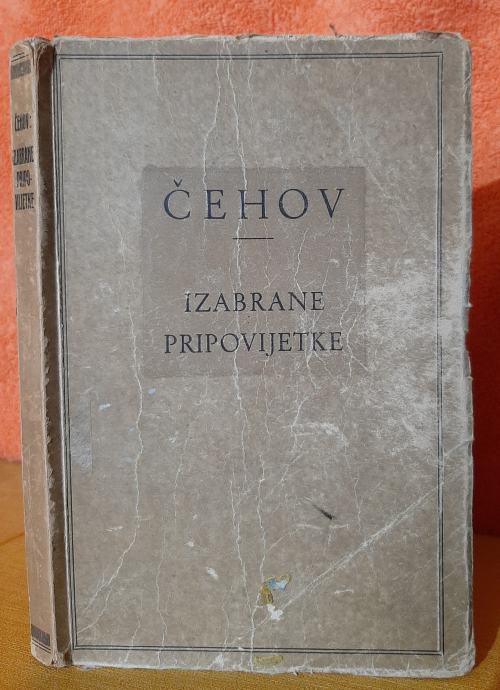 ČEHOV:
IZABRANE
PRIPO-
VIJETKE
ČEHOV
IZABRANE
PRIPOVIJETKE